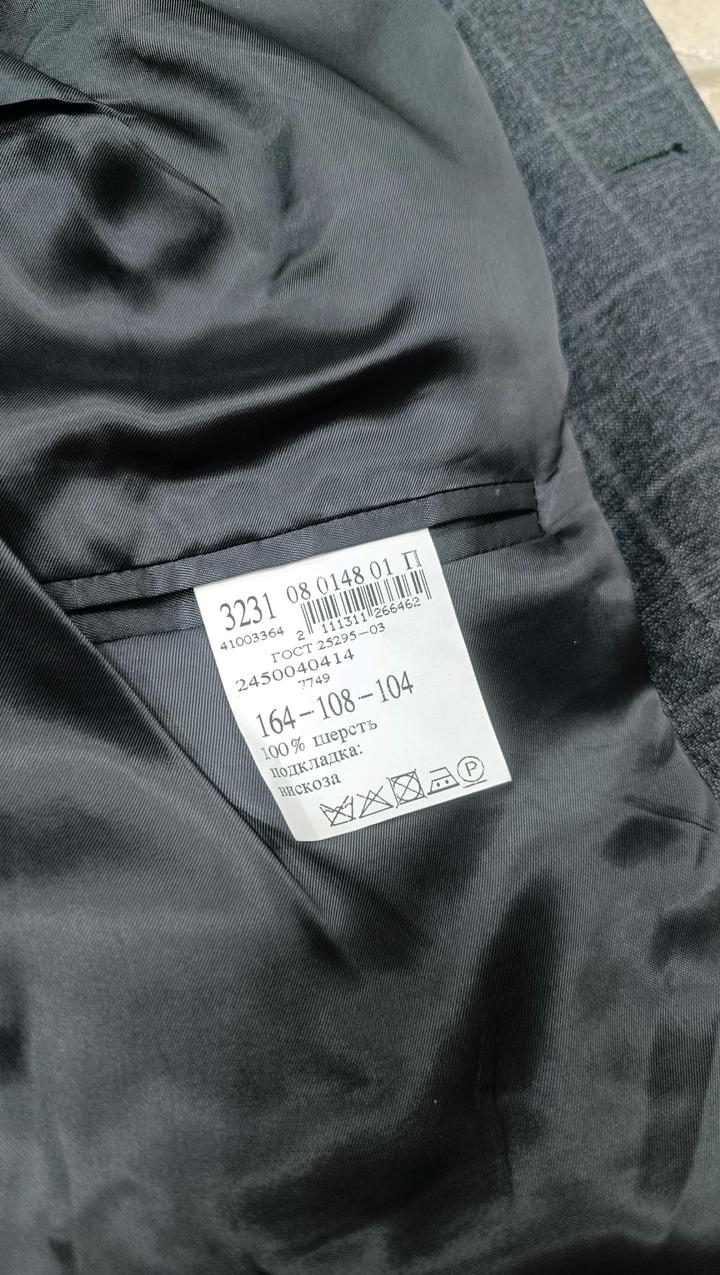 3231 08 0148 01 П
41003364 2 111311 266462
ГОСТ 25295-03
2450040414
7749
164-108-104
100% шерсть
подкладка:
вискоза
P